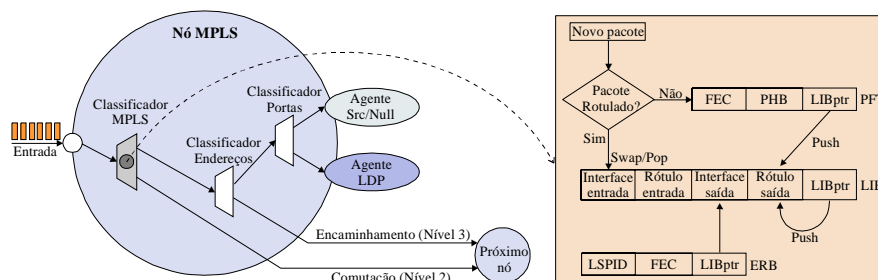 Nó MPLS
Classificador
MPLS
Entrada
Classificador
Endereços
Classificador
Portas
Agente
Src/Null
Agente
LDP
Encaminhamento (Nível 3)
Comutação (Nível 2)
Próximo
nó
Novo pacote
Pacote
Rotulado?
Não
Sim
FEC PHB LIBptr
Push
Swap/Pop
Interface entrada Rótulo entrada Interface saída Rótulo saída LIBptr
Push
LSPID FEC LIBptr ERB